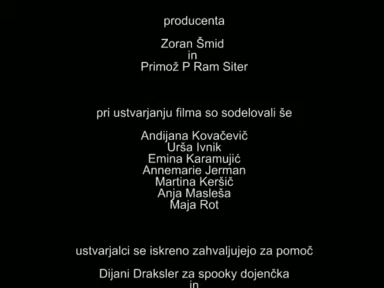 producenta
Zoran Šmid
in
Primož P Ram Siter
pri ustvarjanju filma so sodelovali še
Andijana Kovačevič
Urša Ivnik
Emina Karamujić
Annemarie Jerman
Martina Keršič
Anja Masleša
Maja Rot
ustvarjalci se iskreno zahvaljujejo za pomoč
Dijani Draksler za spooky dojenčka
in